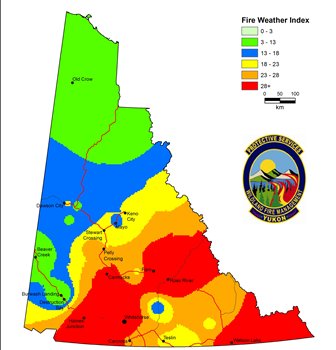 Fire Weather Index
0 - 3
3 - 13
13 - 18
18 - 23
23 - 28
28+
0 50 100
km
Old Crow
PROTECTIVE SERVICES
WILDLAND FIRE MANAGEMENT
YUKON
Dawson City
Keno
City
Mayo
Stewart
Crossing
Pelly
Crossing
Beaver
Creek
Faro
Ross River
Carmacks
Burwash Landing
Destruction
Haines
Junction
Whitehorse
Teslin
Carcross
Watson Lake